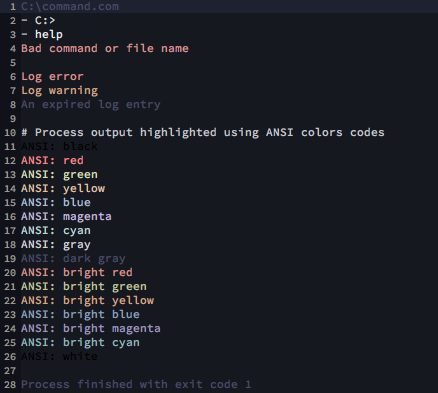 1 C:\command.com
2 - C:>
3 - help
4 Bad command or file name
5
6 Log error
7 Log warning
8 An expired log entry
9
10 # Process output highlighted using ANSI colors codes
11 ANSI: black
12 ANSI: red
13 ANSI: green
14 ANSI: yellow
15 ANSI: blue
16 ANSI: magenta
17 ANSI: cyan
18 ANSI: gray
19 ANSI: dark gray
20 ANSI: bright red
21 ANSI: bright green
22 ANSI: bright yellow
23 ANSI: bright blue
24 ANSI: bright magenta
25 ANSI: bright cyan
26 ANSI: white
27
28 Process finished with exit code 1